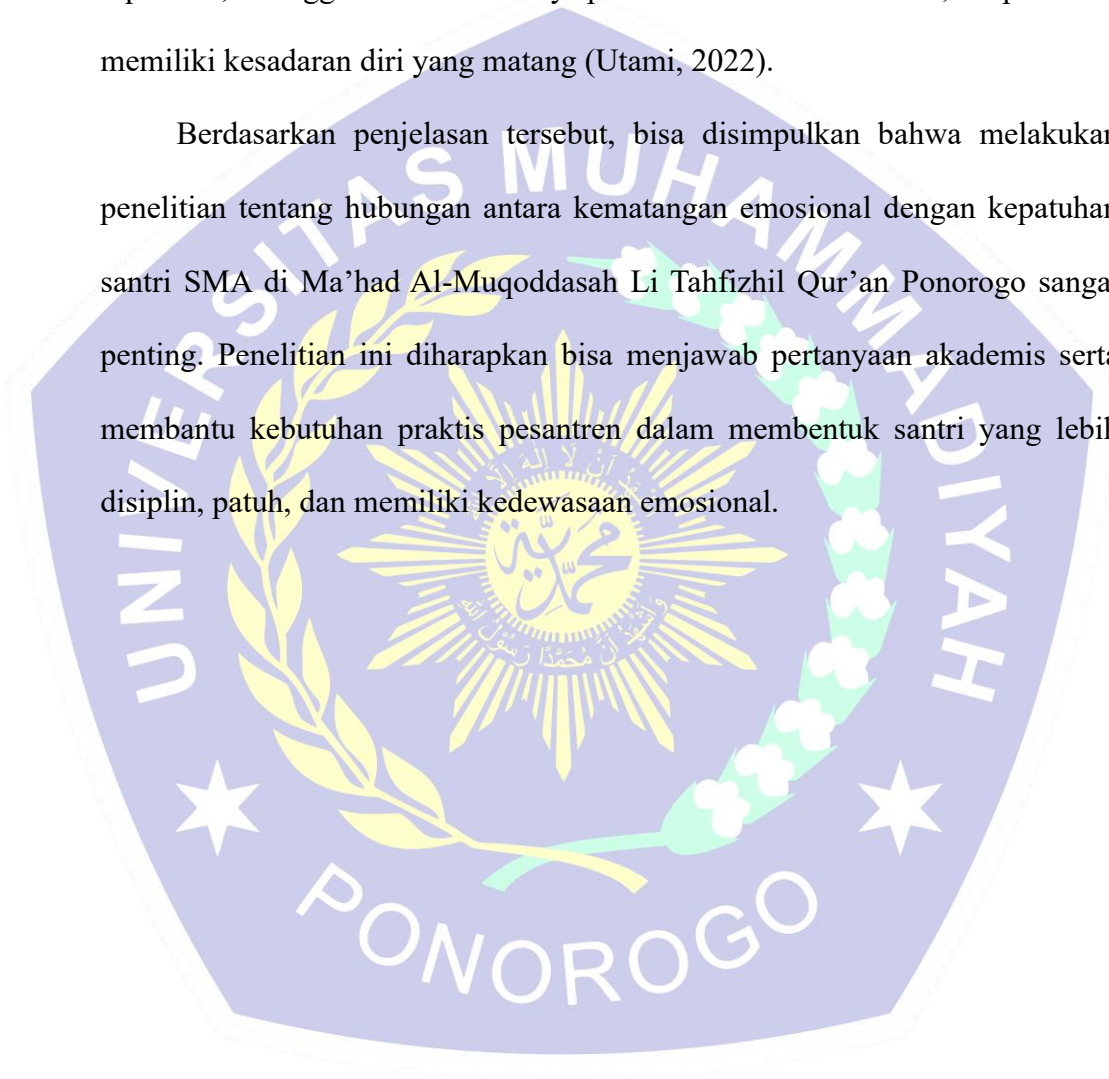 memiliki kesadaran diri yang matang (Utami, 2022).
Berdasarkan penjelasan tersebut, bisa disimpulkan bahwa melakukan
penelitian tentang hubungan antara kematangan emosional dengan kepatuhan
santri SMA di Ma’had Al-Muqoddasah Li Tahfizhil Qur’an Ponorogo sanga
penting. Penelitian ini diharapkan bisa menjawab pertanyaan akademis serta
membantu kebutuhan praktis pesantren dalam membentuk santri yang lebih
disiplin, patuh, dan memiliki kedewasaan emosional.
UNIVERSITAS MUHAMMADIYAH
محمدية
PONOROGO